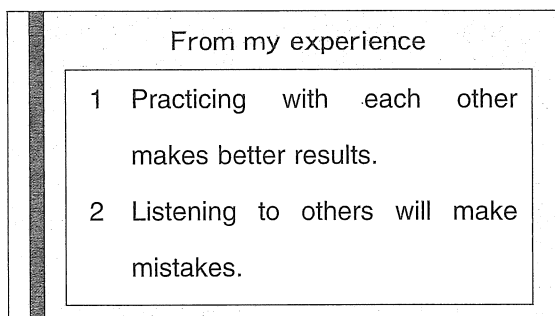 From my experience
1 Practicing with each other
makes better results.
2 Listening to others will make
mistakes.